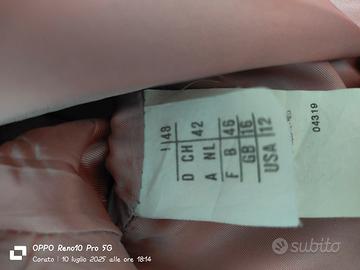 I 48
D CH 42
A NL
F B 46
GB 16
USA 12
04319
OPPO Reno10 Pro 5G
Corato | 10 luglio 2025 alle ore 18:14
subito